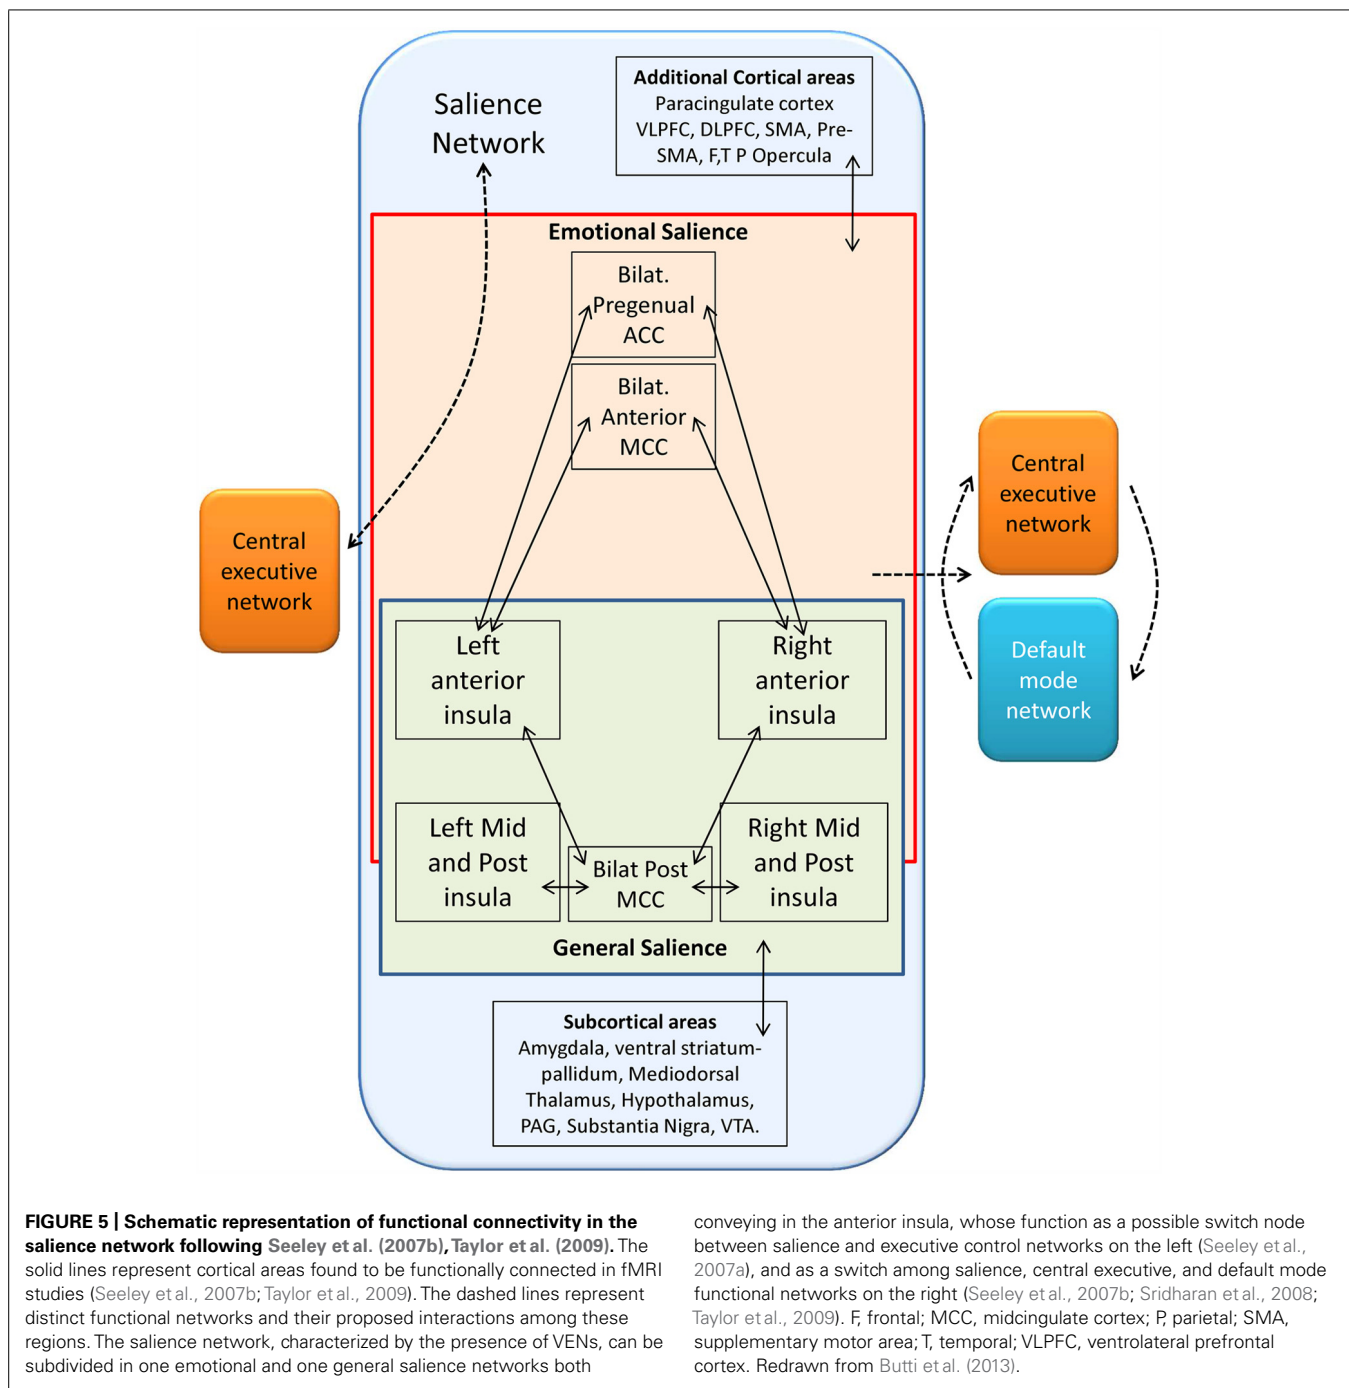 Salience
Network
Additional Cortical areas
Paracingulate cortex
VLPFC, DLPFC, SMA, Pre-
SMA, F,T P Opercula
Emotional Salience
Bilat.
Pregenual
ACC
Bilat.
Anterior
MCC
Central
executive
network
Central
executive
network
Default
mode
network
Left
anterior
insula
Right
anterior
insula
Left Mid
and Post
insula
Bilat Post
MCC
Right Mid
and Post
insula
General Salience
Subcortical areas
Amygdala, ventral striatum-
pallidum, Mediodorsal
Thalamus, Hypothalamus,
PAG, Substantia Nigra, VTA.
FIGURE 5 | Schematic representation of functional connectivity in the
salience network following Seeley et al. (2007b), Taylor et al. (2009). The
solid lines represent cortical areas found to be functionally connected in fMRI
studies (Seeley et al., 2007b; Taylor et al., 2009). The dashed lines represent
distinct functional networks and their proposed interactions among these
regions. The salience network, characterized by the presence of VENs, can be
subdivided in one emotional and one general salience networks both
conveying in the anterior insula, whose function as a possible switch node
between salience and executive control networks on the left (Seeley et al.,
2007a), and as a switch among salience, central executive, and default mode
functional networks on the right (Seeley et al., 2007b; Sridharan et al., 2008;
Taylor et al., 2009). F, frontal; MCC, midcingulate cortex; P, parietal; SMA,
supplementary motor area; T, temporal; VLPFC, ventrolateral prefrontal
cortex. Redrawn from Butti et al. (2013).